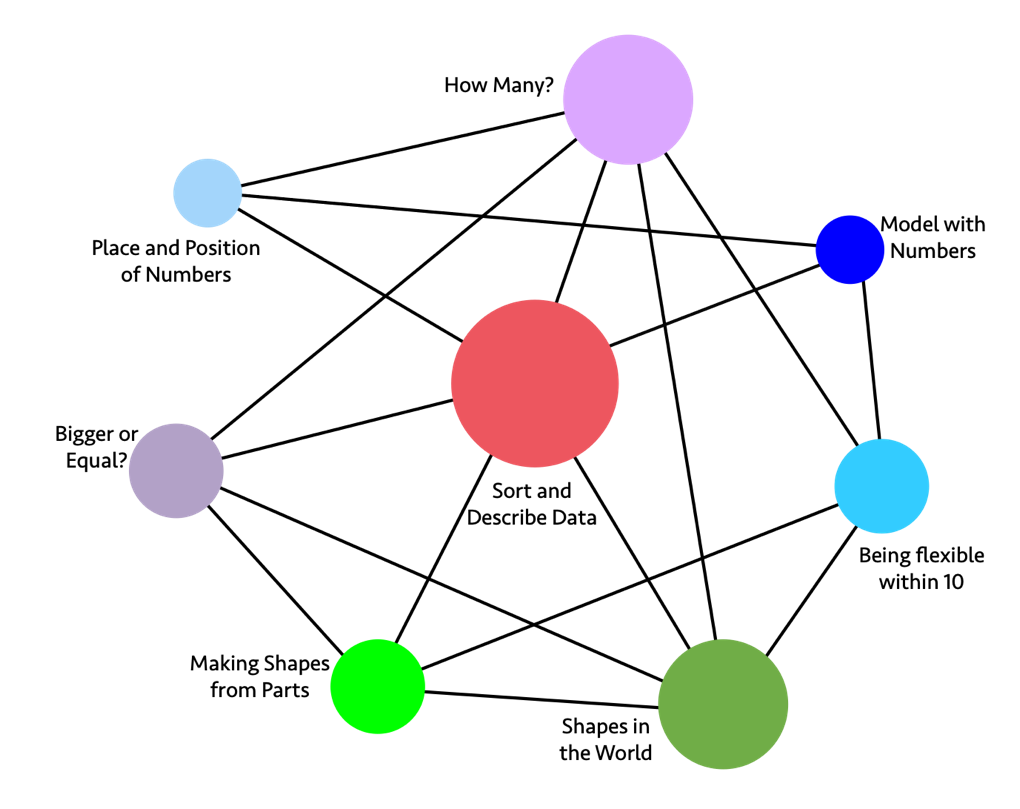 How Many?
Place and Position
of Numbers
Model with
Numbers
Bigger or
Equal?
Sort and
Describe Data
Being flexible
within 10
Making Shapes
from Parts
Shapes in
the World